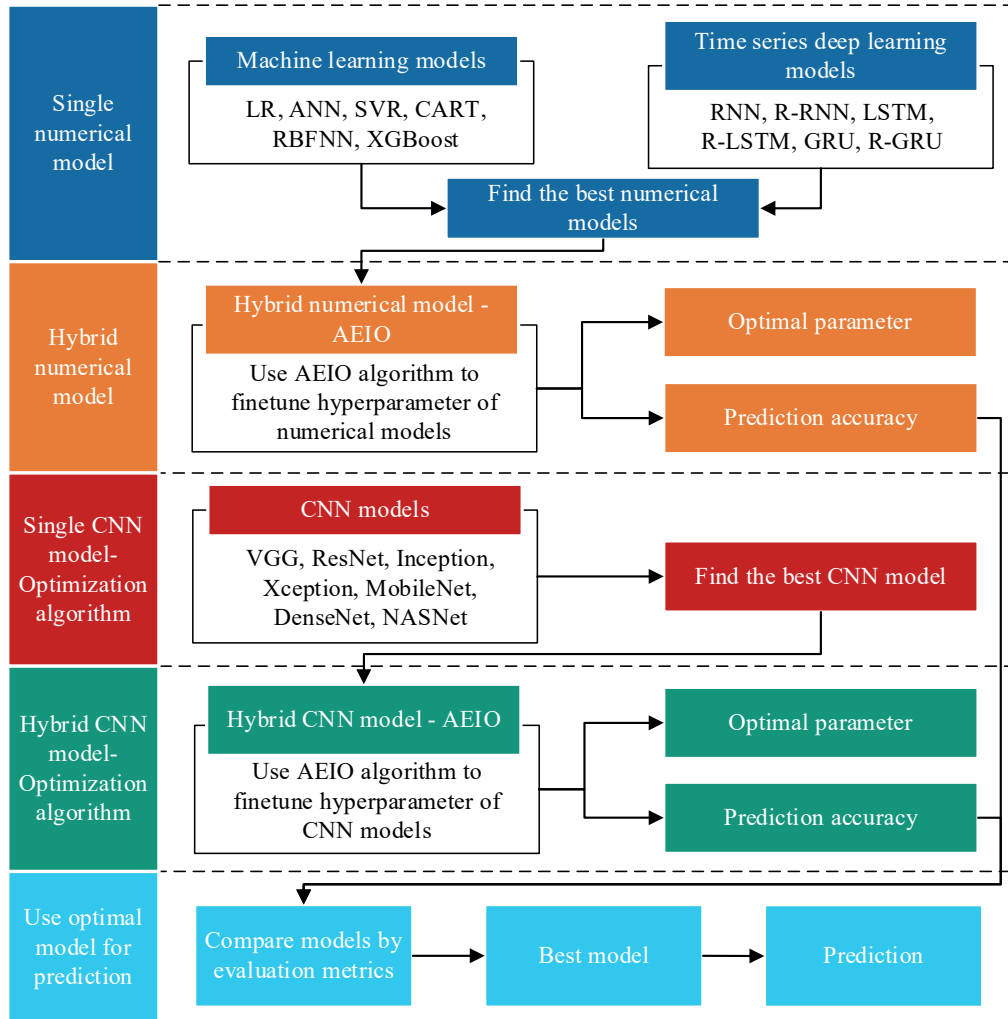 Single
numerical
model
Machine learning models
LR, ANN, SVR, CART,
RBFNN, XGBoost
Time series deep learning
models
RNN, R-RNN, LSTM,
R-LSTM, GRU, R-GRU
Find the best numerical
models
Hybrid
numerical
model
Hybrid numerical model -
AEIO
Use AEIO algorithm to
finetune hyperparameter of
numerical models
Optimal parameter
Prediction accuracy
Single CNN
model-
Optimization
algorithm
CNN models
VGG, ResNet, Inception,
Xception, MobileNet,
DenseNet, NASNet
Find the best CNN model
Hybrid CNN
model-
Optimization
algorithm
Hybrid CNN model - AEIO
Use AEIO algorithm to
finetune hyperparameter of
CNN models
Optimal parameter
Prediction accuracy
Use optimal
model for
prediction
Compare models by
evaluation metrics
Best model
Prediction